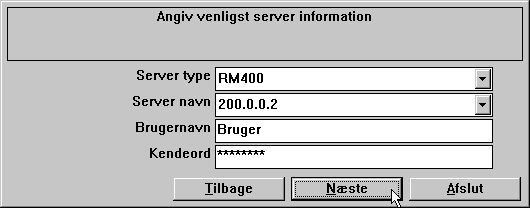 Angiv venligst server information
Server type RM400
Server navn 200.0.0.2
Brugernavn Bruger
Kendeord ********
Tilbage Næste Afslut